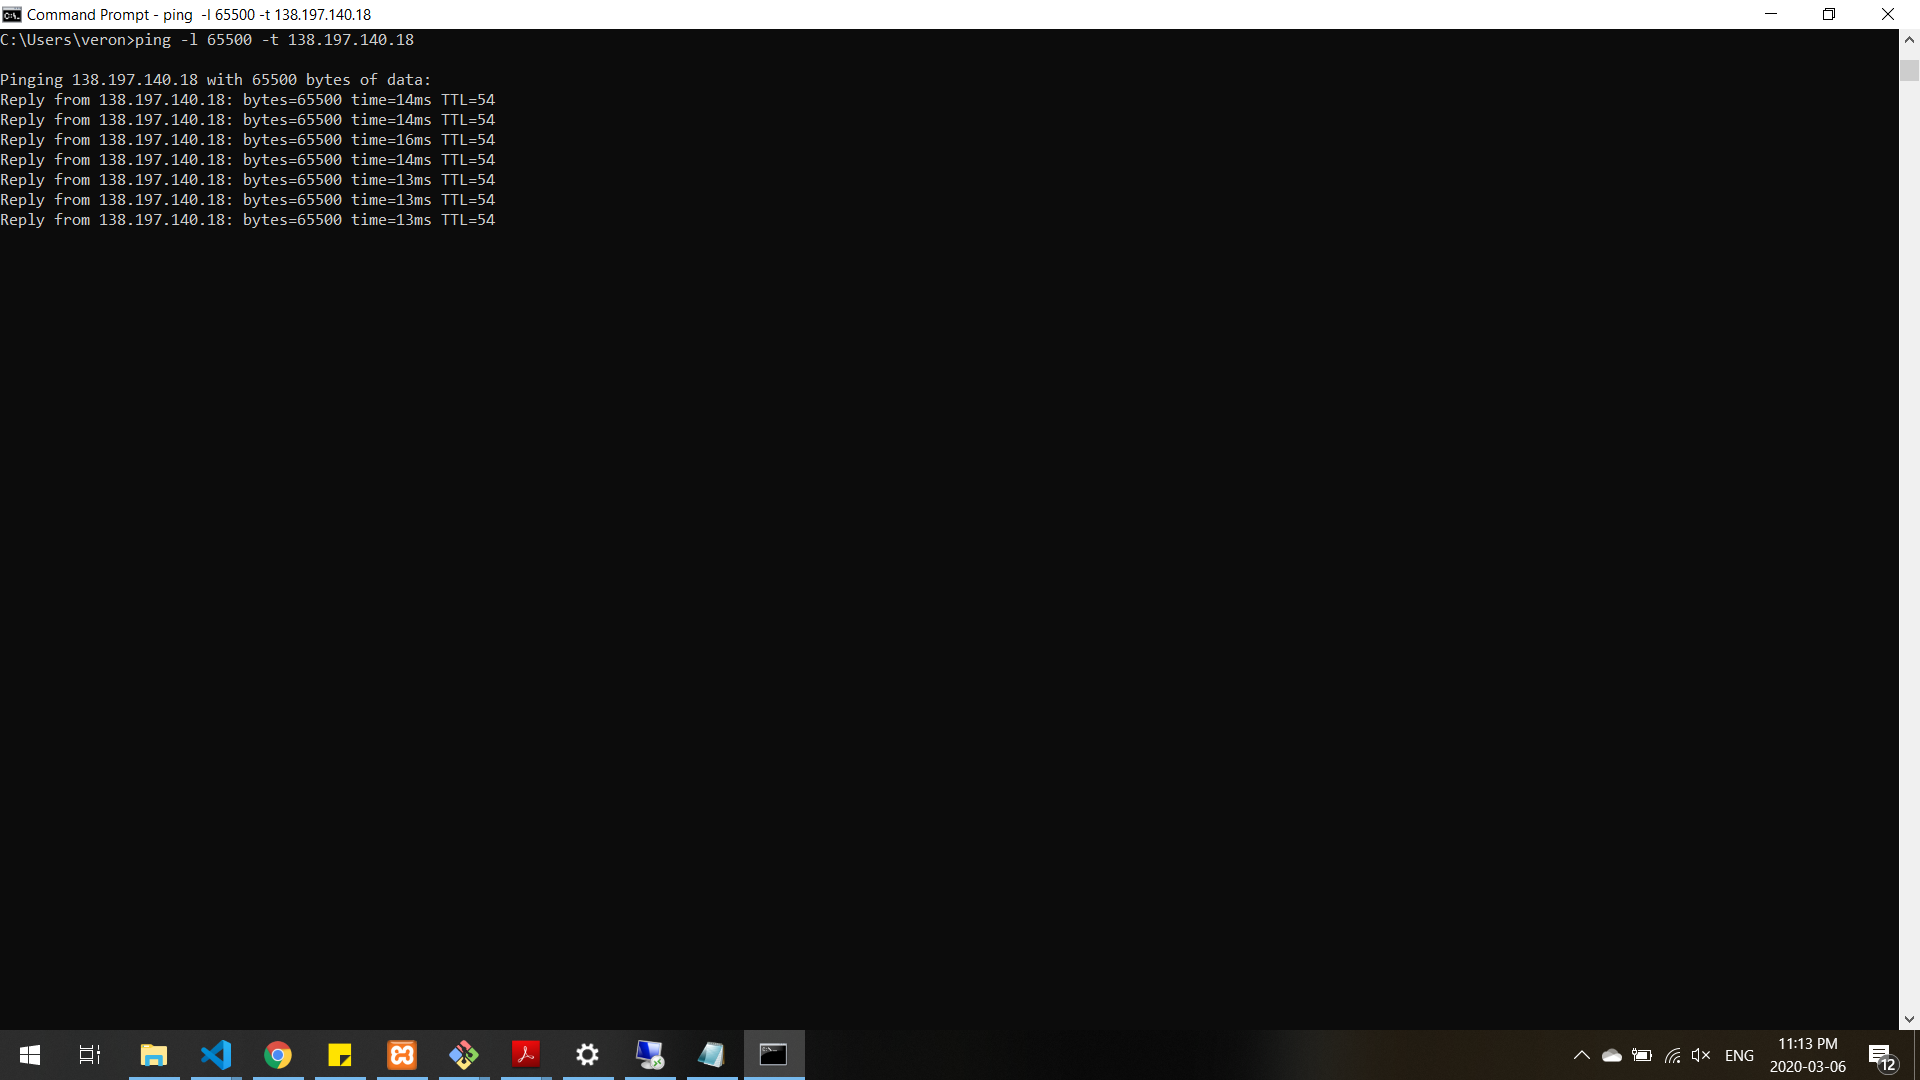 Command Prompt - ping  -l 65500 -t 138.197.140.18
C:\Users\veron>ping -l 65500 -t 138.197.140.18
Pinging 138.197.140.18 with 65500 bytes of data:
Reply from 138.197.140.18: bytes=65500 time=14ms TTL=54
Reply from 138.197.140.18: bytes=65500 time=14ms TTL=54
Reply from 138.197.140.18: bytes=65500 time=16ms TTL=54
Reply from 138.197.140.18: bytes=65500 time=14ms TTL=54
Reply from 138.197.140.18: bytes=65500 time=13ms TTL=54
Reply from 138.197.140.18: bytes=65500 time=13ms TTL=54
Reply from 138.197.140.18: bytes=65500 time=13ms TTL=54
ENG
11:13 PM
2020-03-06
12